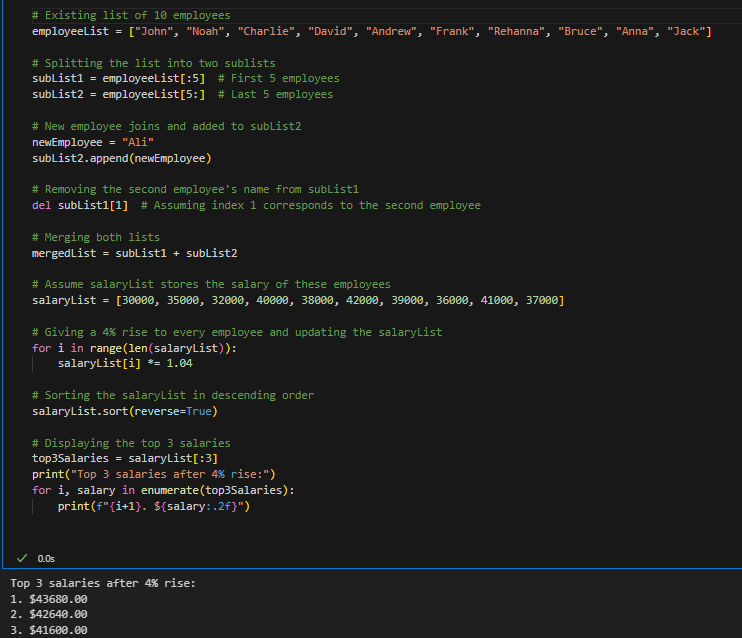 # Existing list of 10 employees
employeeList = ["John", "Noah", "Charlie", "David", "Andrew", "Frank", "Rehanna", "Bruce", "Anna", "Jack"]
# Splitting the list into two sublists
subList1 = employeeList[:5]  # First 5 employees
subList2 = employeeList[5:]  # Last 5 employees
# New employee joins and added to subList2
newEmployee = "Ali"
subList2.append(newEmployee)
# Removing the second employee's name from subList1
del subList1[1]  # Assuming index 1 corresponds to the second employee
# Merging both lists
mergedList = subList1 + subList2
# Assume salaryList stores the salary of these employees
salaryList = [30000, 35000, 32000, 40000, 38000, 42000, 39000, 36000, 41000, 37000]
# Giving a 4% rise to every employee and updating the salaryList
for i in range(len(salaryList)):
    salaryList[i] *= 1.04
# Sorting the salaryList in descending order
salaryList.sort(reverse=True)
# Displaying the top 3 salaries
top3Salaries = salaryList[:3]
print("Top 3 salaries after 4% rise:")
for i, salary in enumerate(top3Salaries):
    print(f"{i+1}. ${salary:.2f}")
0.0s
Top 3 salaries after 4% rise:
1. $43680.00
2. $42640.00
3. $41600.00